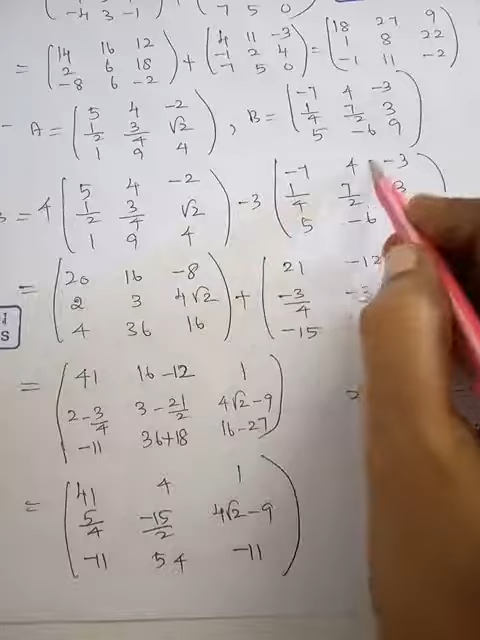 -4 3 -1
7 5 0
= (14 16 12) + (4 11 -3) = (18 27 9)
2 6 18 -1 2 4 1 8 22
-8 6 -2 -7 5 0 -1 11 -2
A = (5 4 -2), B = (-7 4 -3)
1/2 3/4 √2 1/4 7/2 3
1 9 4 5 -6 9
= 4 (5 4 -2) -3 (-7 4 -3)
1/2 3/4 √2 1/4 7/2 3
1 9 4 5 -6
= (20 16 -8) + (21 -12
2 3 4√2 -3/4
4 36 16 -15
S
= (41 16-12 1)
2-3/4 3-21/2 4√2-9
-11 36+18 16-27
= (41 4 1)
5/4 -15/2 4√2-9
-11 54 -11